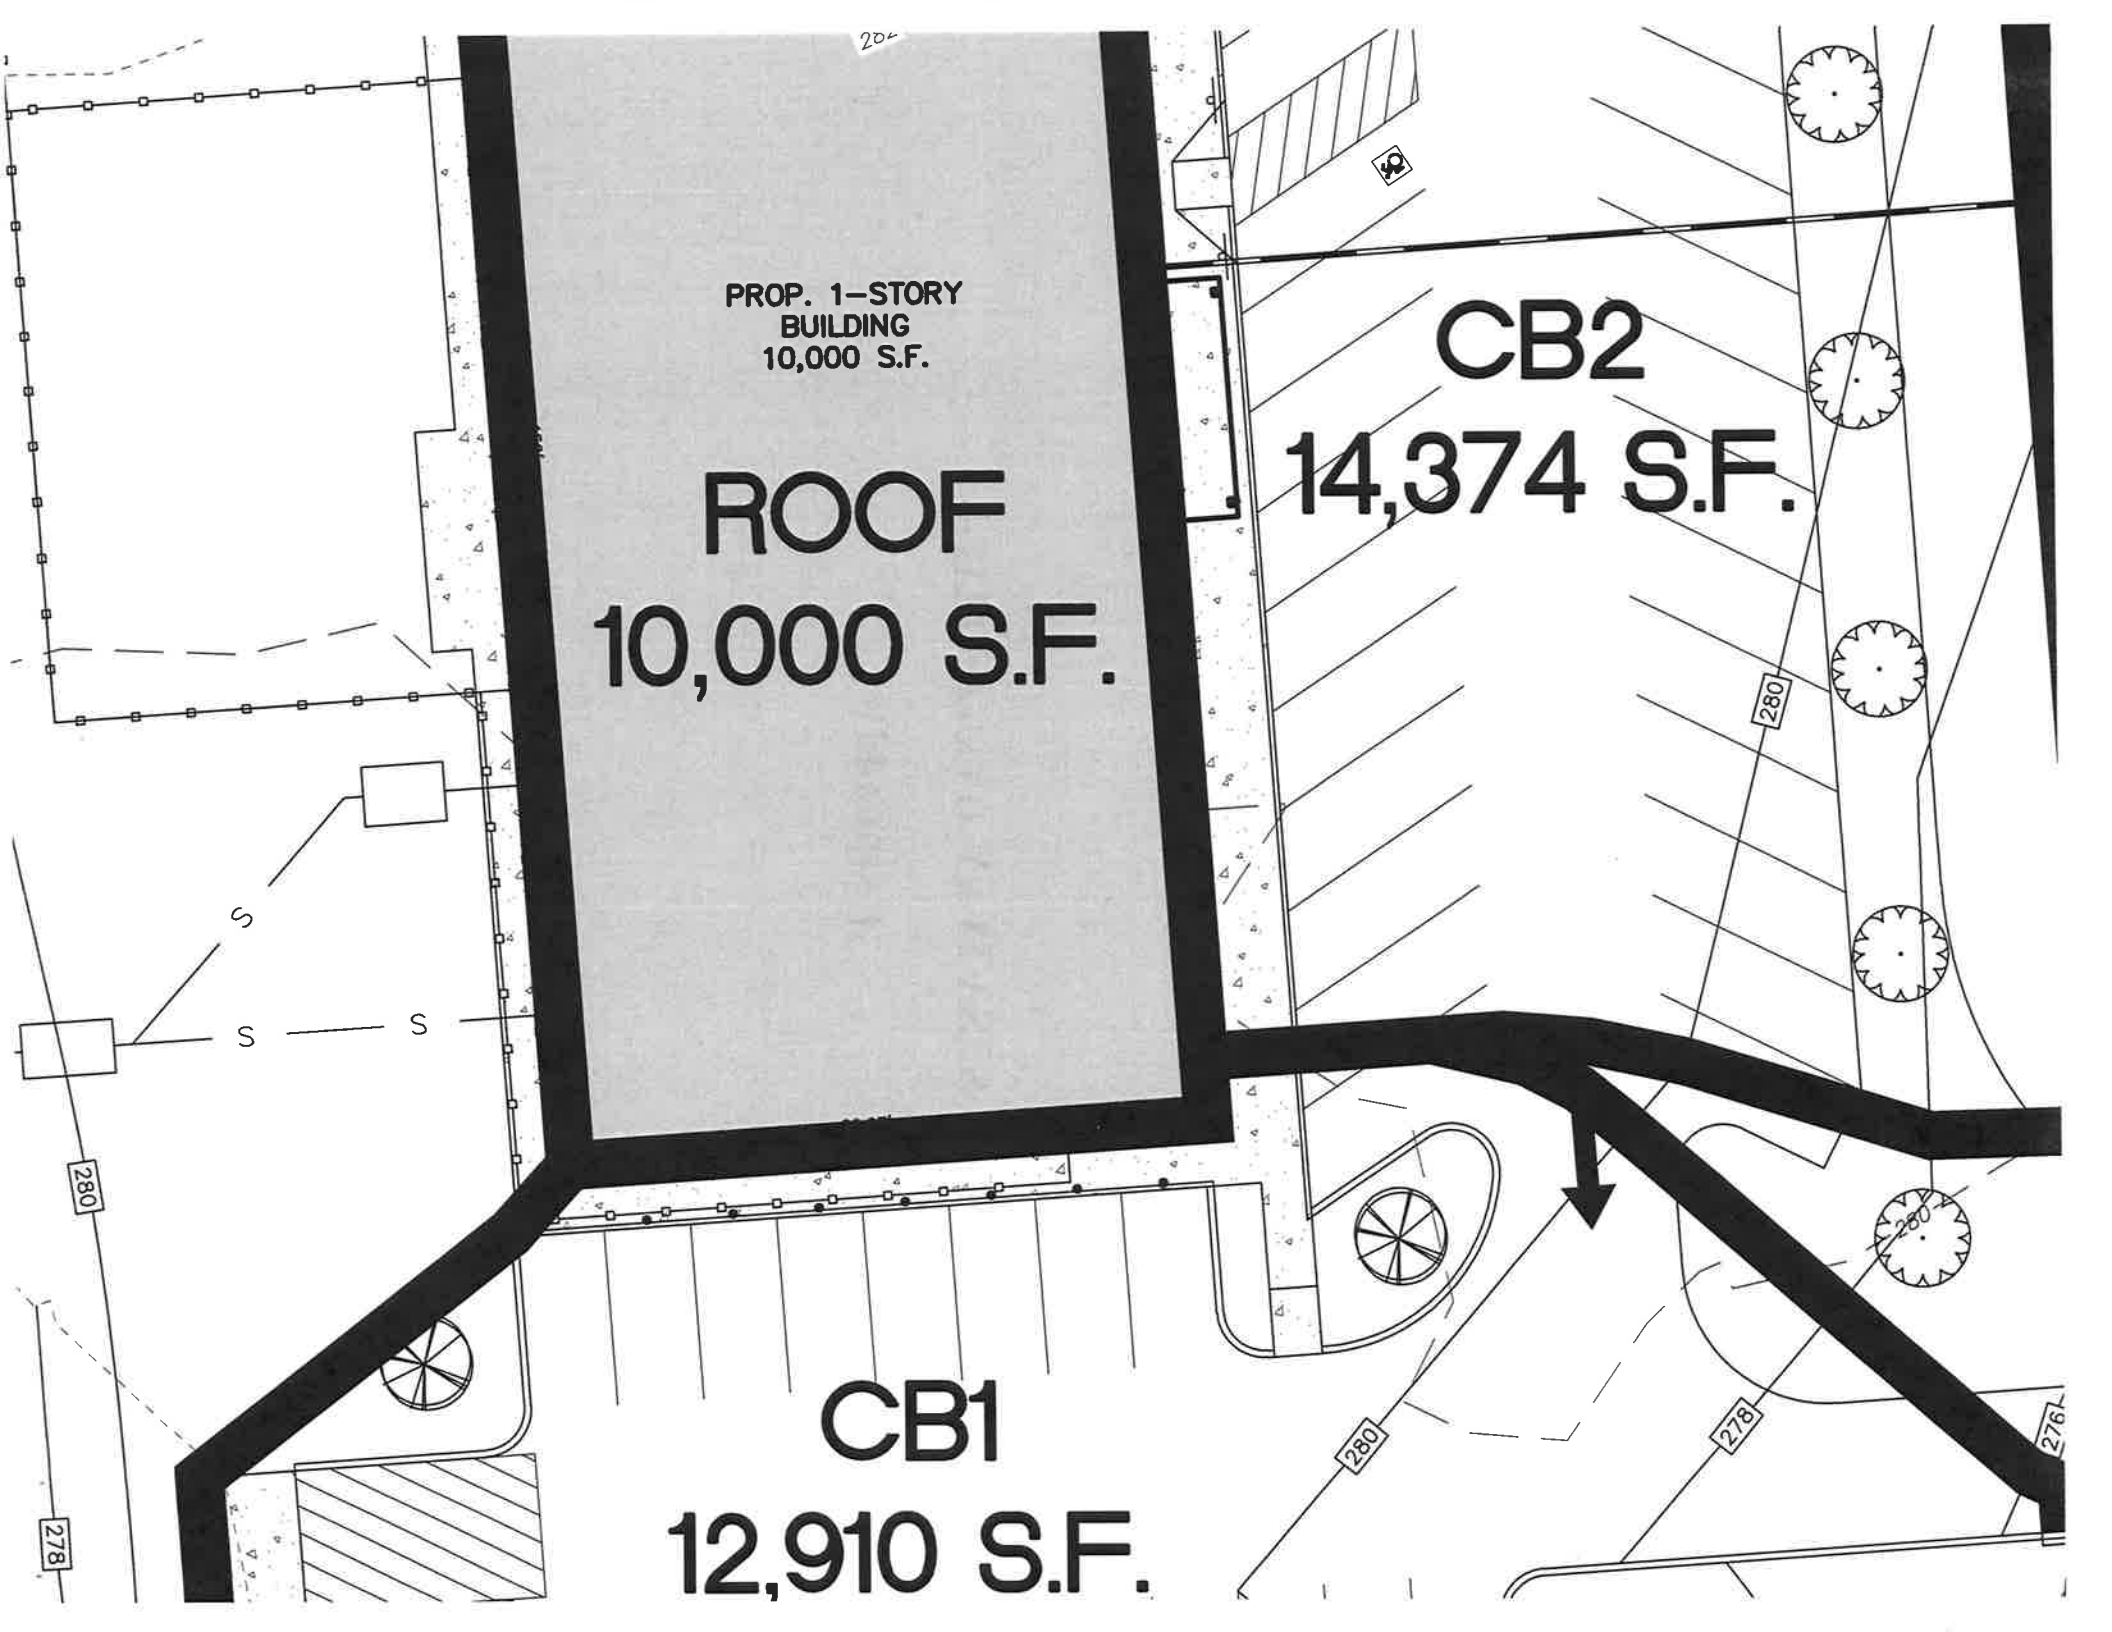 PROP. 1–STORY
BUILDING
10,000 S.F.
CB2
14,374 S.F.
ROOF
10,000 S.F.
280
S
S
S
280
280
280
278
276
CB1
12,910 S.F.
278